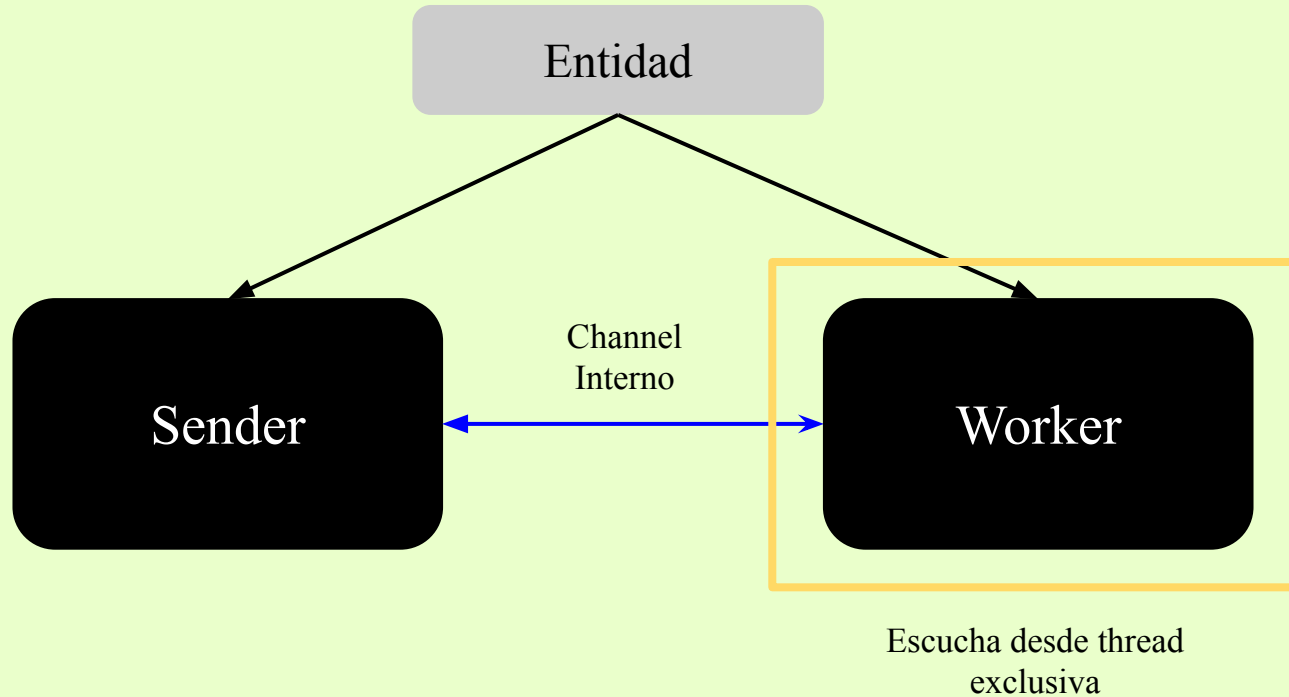 Entidad
Channel
Interno
Sender
Worker
Escucha desde thread
exclusiva